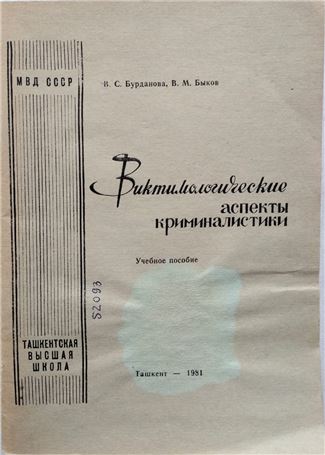 МВД СССР
В. С. Бурданова, В. М. Быков
Виктимологические
аспекты
криминалистики
Учебное пособие
52093
ТАШКЕНТСКАЯ
ВЫСШАЯ
ШКОЛА
Ташкент — 1981